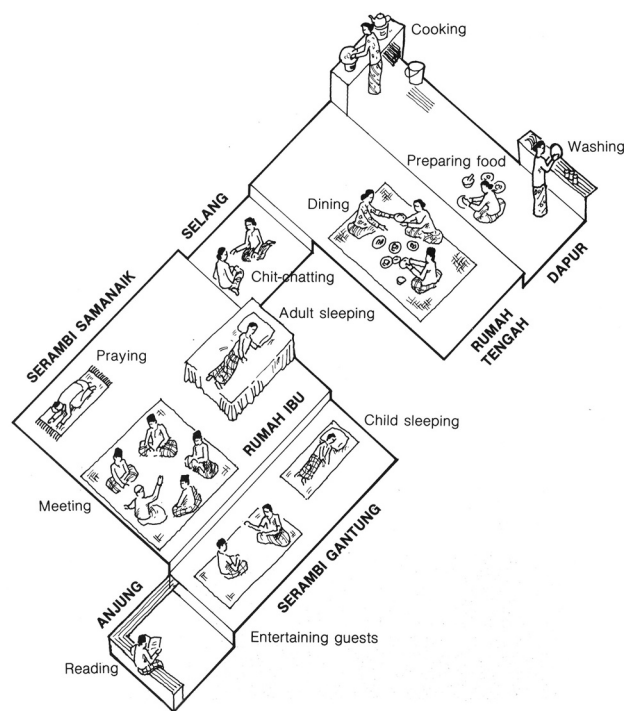 Cooking
Washing
Preparing food
Dining
SELANG
DAPUR
Chit-chatting
RUMAH
TENGAH
SERAMBI SAMANAIK
Adult sleeping
Praying
RUMAH IBU
Child sleeping
Meeting
SERAMBI GANTUNG
ANJUNG
Entertaining guests
Reading